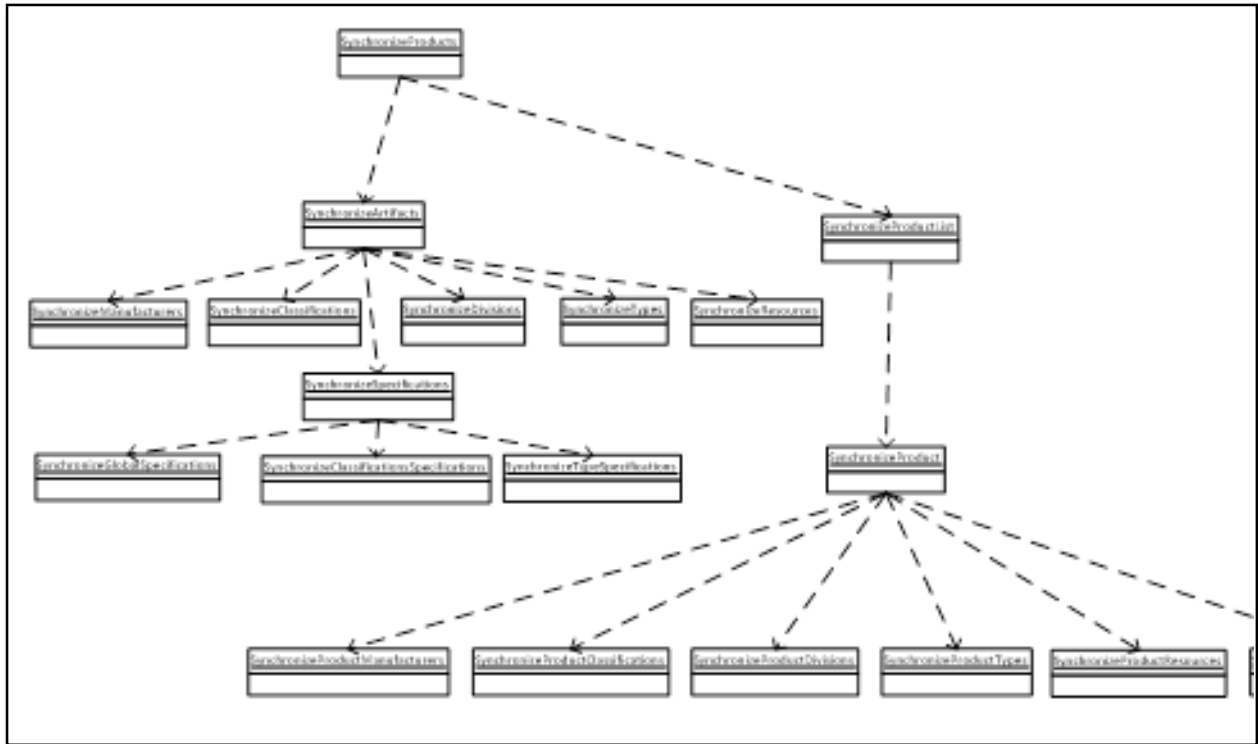 SynchronizeProducts
SynchronizeArtifacts
SynchronizeProductList
SynchronizeManufacturers
SynchronizeClassifications
SynchronizeDivisions
SynchronizeTypes
SynchronizeResources
SynchronizeSpecifications
SynchronizeGlobalSpecifications
SynchronizeClassificationsSpecifications
SynchronizeTypeSpecifications
SynchronizeProduct
SynchronizeProductManufacturers
SynchronizeProductClassifications
SynchronizeProductDivisions
SynchronizeProductTypes
SynchronizeProductResources